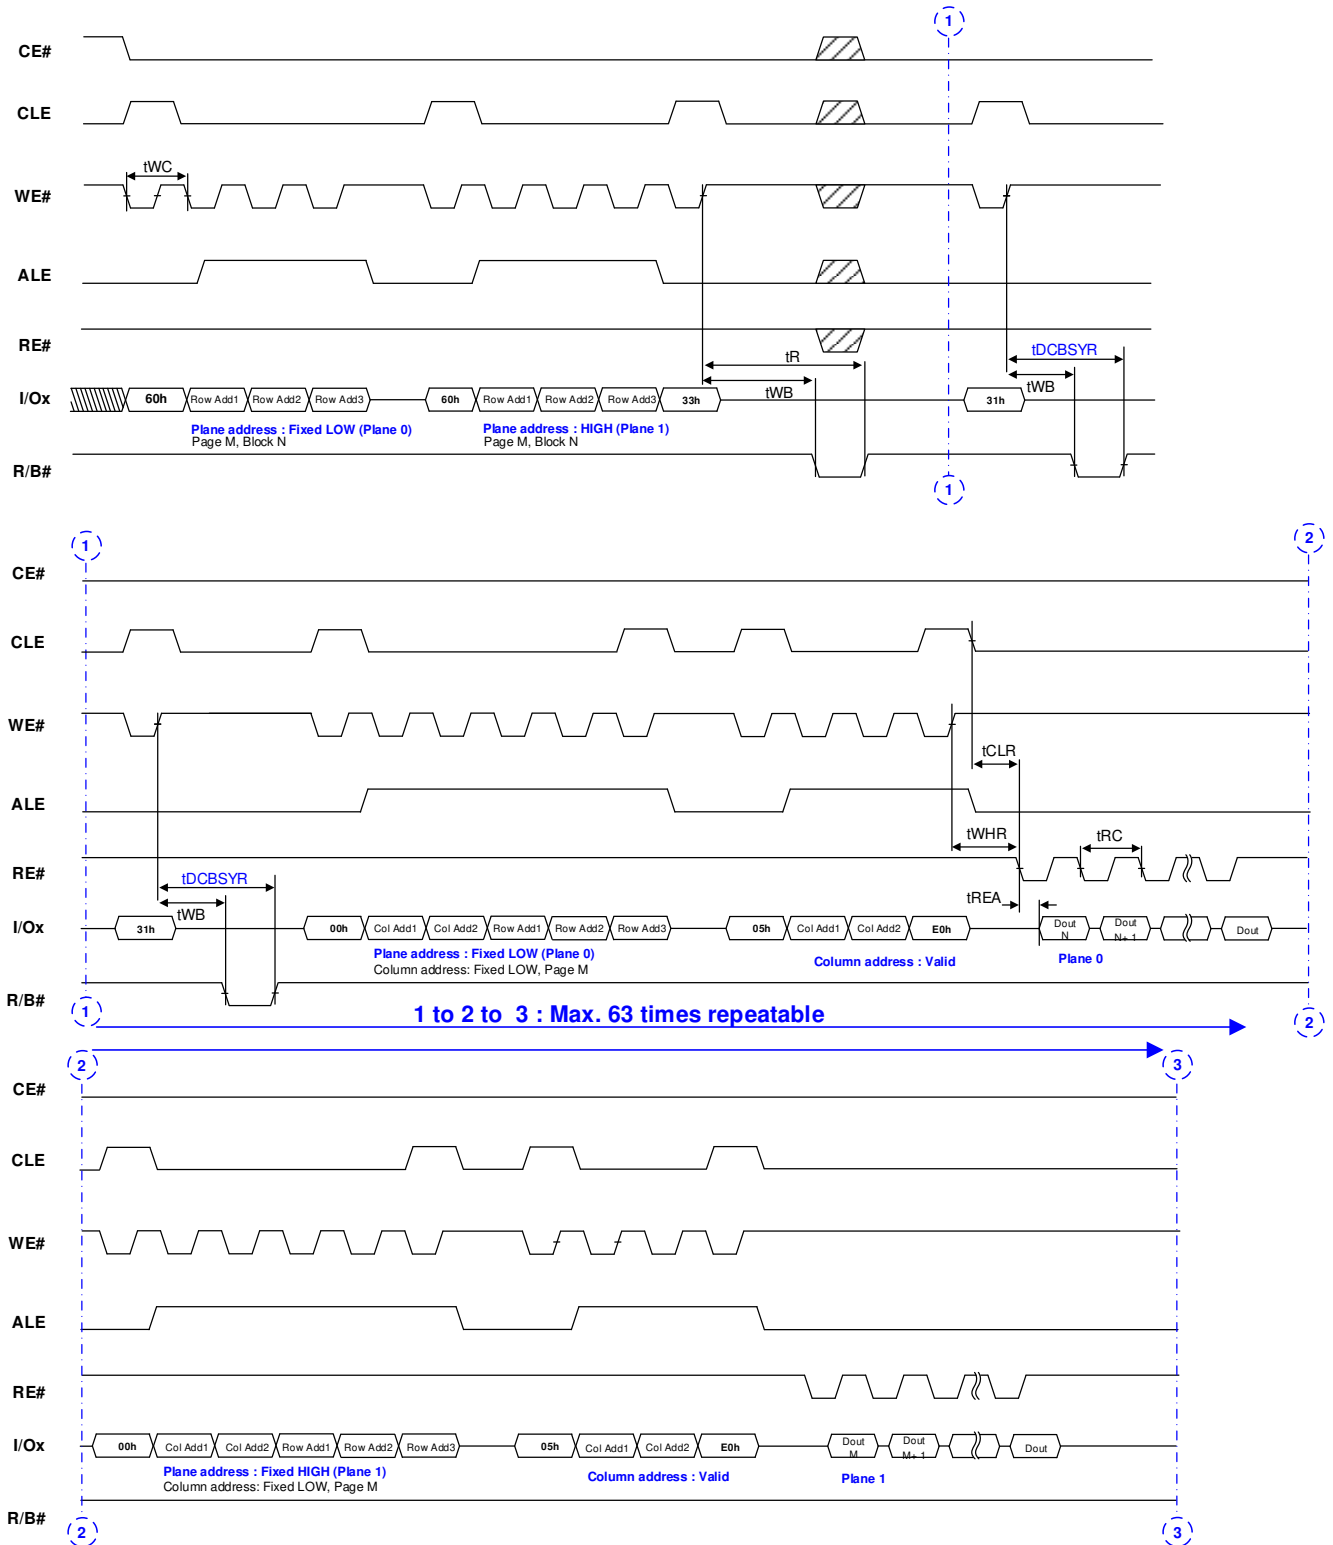 1
CE#
CLE
tWC
WE#
ALE
RE#
tR
tDCBSYR
tWB
tWB
I/Ox
60h
Row Add1
Row Add2
Row Add3
60h
Row Add1
Row Add2
Row Add3
33h
31h
Plane address : Fixed LOW (Plane 0)
Page M, Block N
Plane address : HIGH (Plane 1)
Page M, Block N
R/B#
1
1
2
CE#
CLE
WE#
tCLR
ALE
tWHR
tRC
RE#
tDCBSYR
tREA
tWB
I/Ox
31h
00h
Col Add1
Col Add2
Row Add1
Row Add2
Row Add3
05h
Col Add1
Col Add2
E0h
Dout N
Dout N+ 1
Dout
Plane address : Fixed LOW (Plane 0)
Column address: Fixed LOW, Page M
Column address : Valid
Plane 0
R/B#
1
1 to 2 to 3 : Max. 63 times repeatable
2
2
3
CE#
CLE
WE#
ALE
RE#
I/Ox
00h
Col Add1
Col Add2
Row Add1
Row Add2
Row Add3
05h
Col Add1
Col Add2
E0h
Dout M
Dout M+ 1
Dout
Plane address : Fixed HIGH (Plane 1)
Column address: Fixed LOW, Page M
Column address : Valid
Plane 1
R/B#
2
3